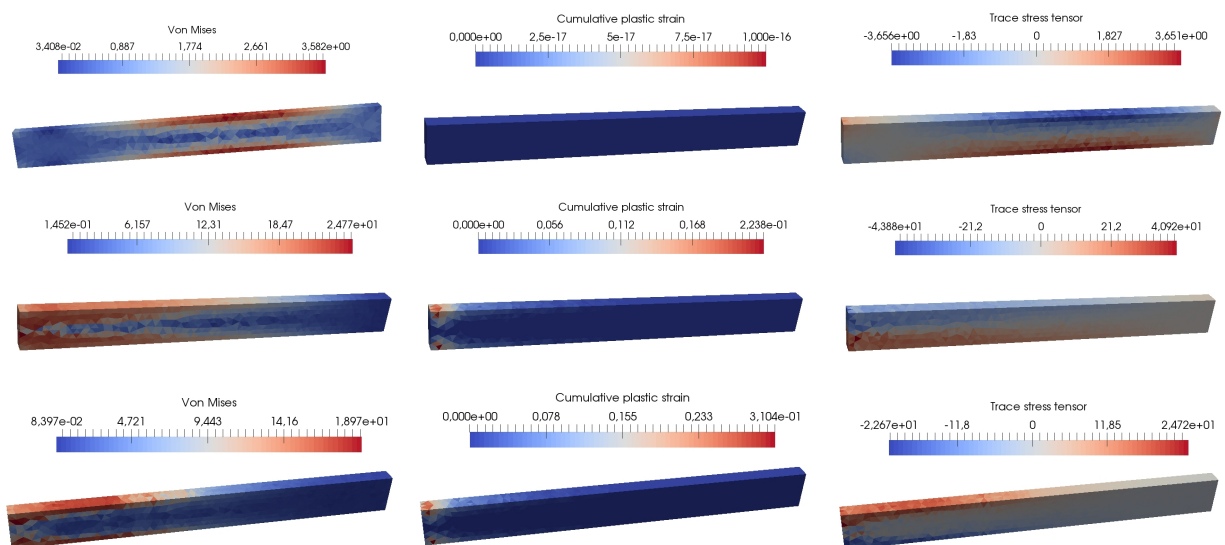 Von Mises
3,408e-02 0,887 1,774 2,661 3,582e+00
Cumulative plastic strain
0,000e+00 2,5e-17 5e-17 7,5e-17 1,000e-16
Trace stress tensor
-3,656e+00 -1,83 0 1,827 3,651e+00
Von Mises
1,452e-01 6,157 12,31 18,47 2,477e+01
Cumulative plastic strain
0,000e+00 0,056 0,112 0,168 2,238e-01
Trace stress tensor
-4,388e+01 -21,2 0 21,2 4,092e+01
Von Mises
8,397e-02 4,721 9,443 14,16 1,897e+01
Cumulative plastic strain
0,000e+00 0,078 0,155 0,233 3,104e-01
Trace stress tensor
-2,267e+01 -11,8 0 11,85 2,472e+01